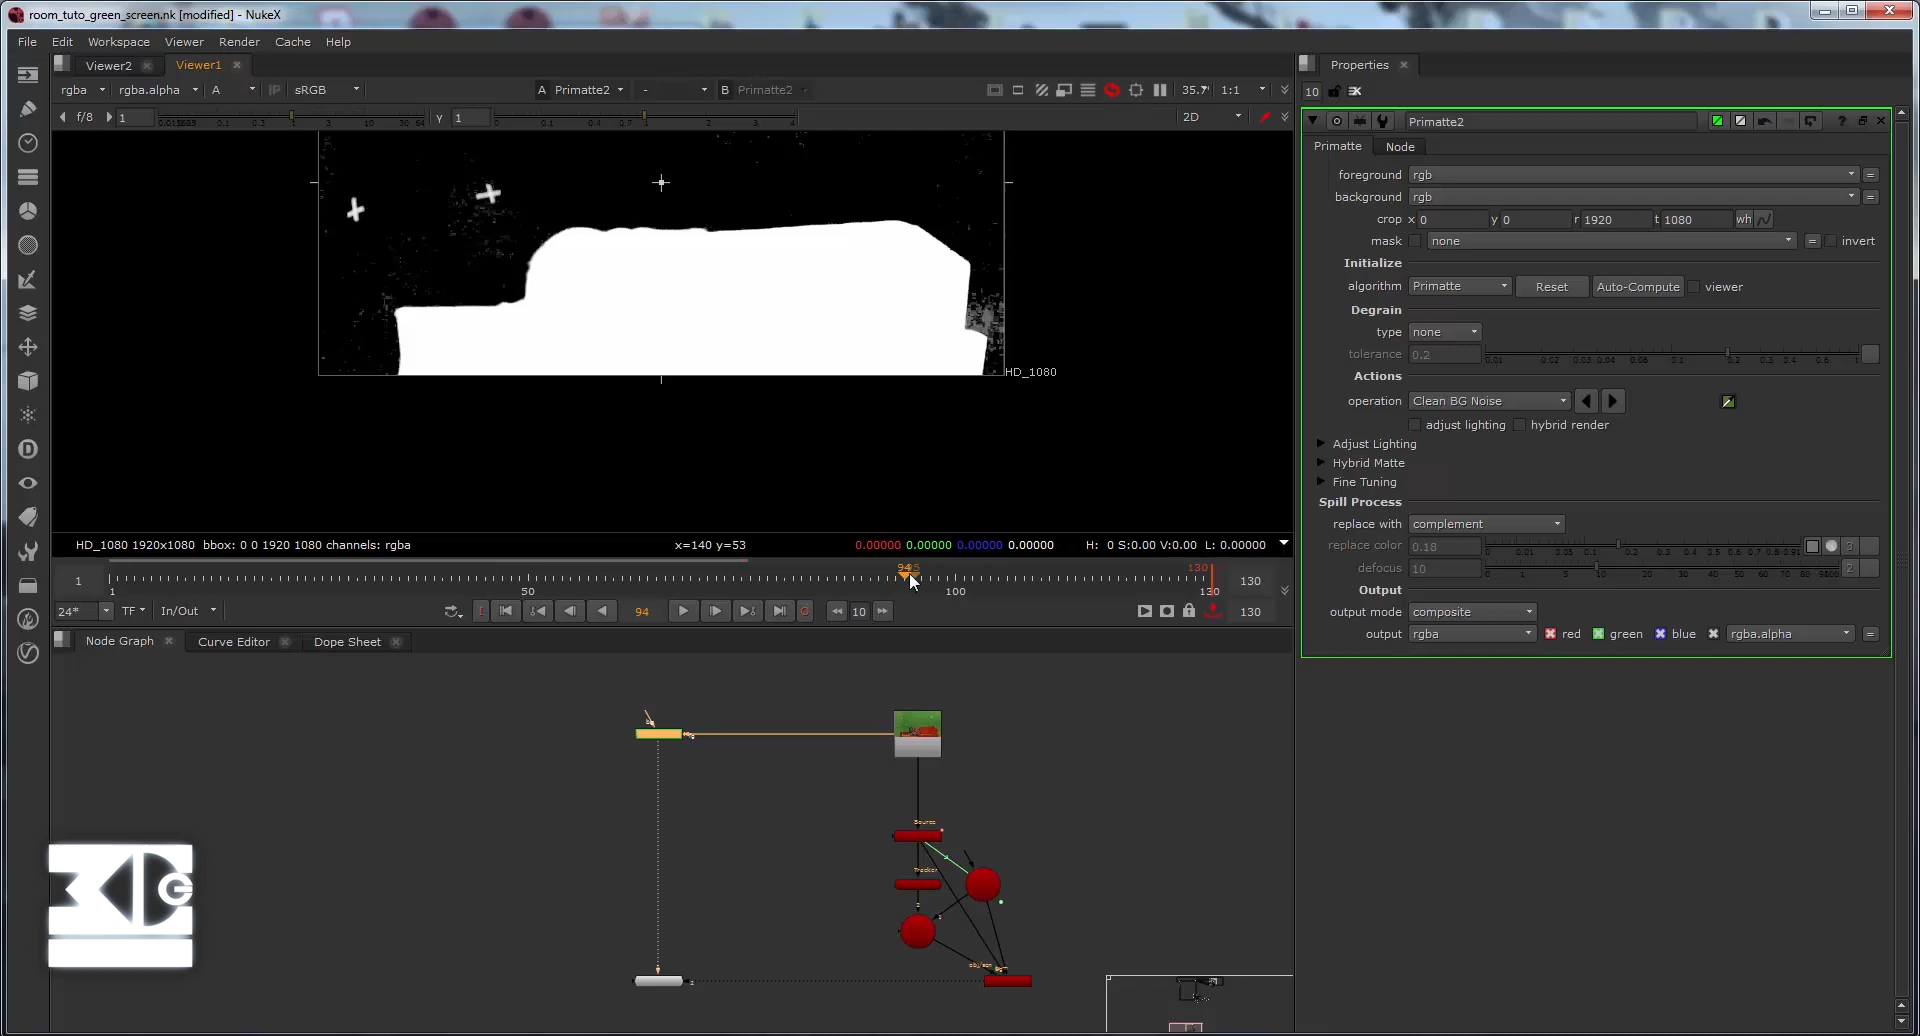 room_tuto_green_screen.nk [modified] - NukeX
File Edit Workspace Viewer Render Cache Help
Viewer2 Viewer1
rgba rgba.alpha A IP sRGB A Primatte2 - B Primatte2 35.7 1:1
f/8 1 y 1 2D
HD_1080
HD_1080 1920x1080 bbox: 0 0 1920 1080 channels: rgba x=140 y=53 0.00000 0.00000 0.00000 0.00000 H: 0 S:0.00 V:0.00 L: 0.00000
94 130
1 130
1 50 100 130
24* TF In/Out 94 10 130
Node Graph Curve Editor Dope Sheet
Source
Tracker
Properties
10
Primatte2
Primatte Node
foreground rgb =
background rgb =
crop x 0 y 0 r 1920 t 1080 wh
mask none = invert
Initialize
algorithm Primatte Reset Auto-Compute viewer
Degrain
type none
tolerance 0.2
Actions
operation Clean BG Noise
adjust lighting hybrid render
Adjust Lighting
Hybrid Matte
Fine Tuning
Spill Process
replace with complement
replace color 0.18
defocus 10 2
Output
output mode composite
output rgba red green blue rgba.alpha =